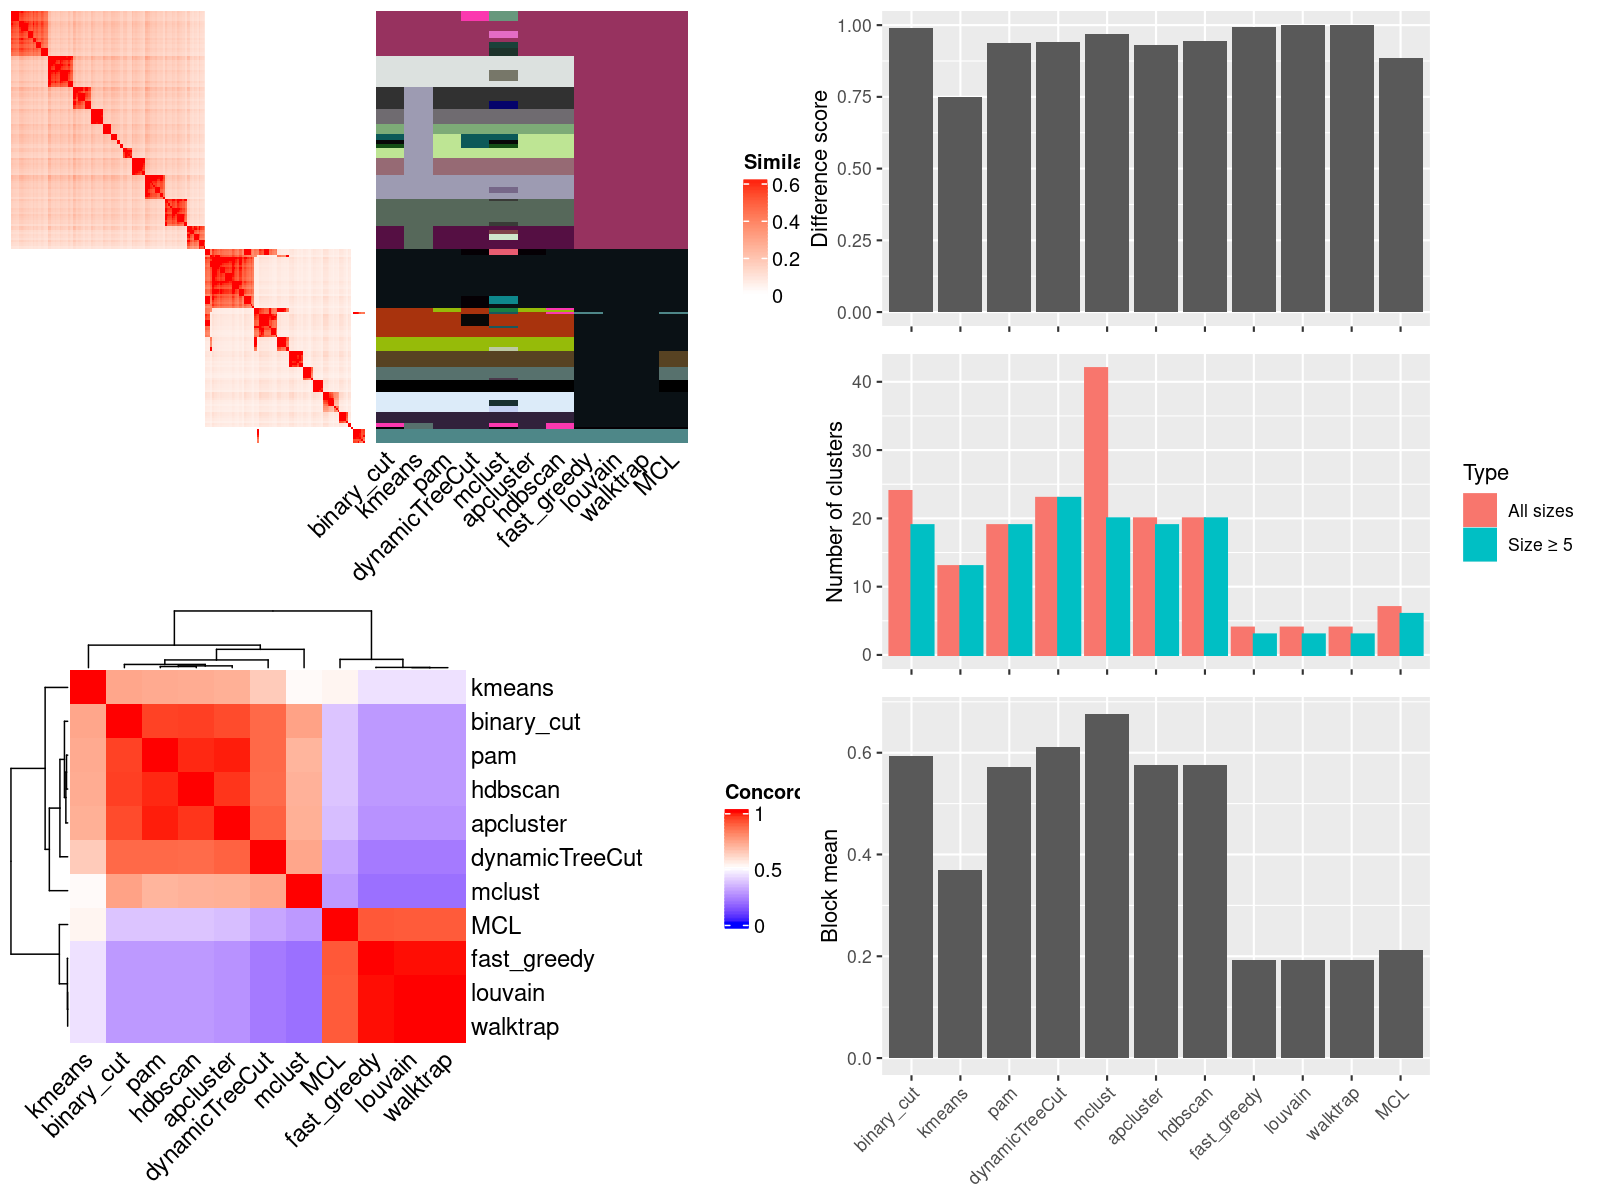 Simila
0.6
0.4
0.2
0
binary_cut
kmeans
pam
dynamicTreeCut
mclust
apcluster
hdbscan
fast_greedy
louvain
walktrap
MCL
Difference score
1.00
0.75
0.50
0.25
0.00
Number of clusters
40
30
20
10
0
Type
All sizes
Size ≥ 5
Block mean
0.6
0.4
0.2
0.0
binary_cut
kmeans
pam
dynamicTreeCut
mclust
apcluster
hdbscan
fast_greedy
louvain
walktrap
MCL
kmeans
binary_cut
pam
hdbscan
apcluster
dynamicTreeCut
mclust
MCL
fast_greedy
louvain
walktrap
Concord
1
0.5
0
kmeans
binary_cut
pam
hdbscan
apcluster
dynamicTreeCut
mclust
MCL
fast_greedy
louvain
walktrap